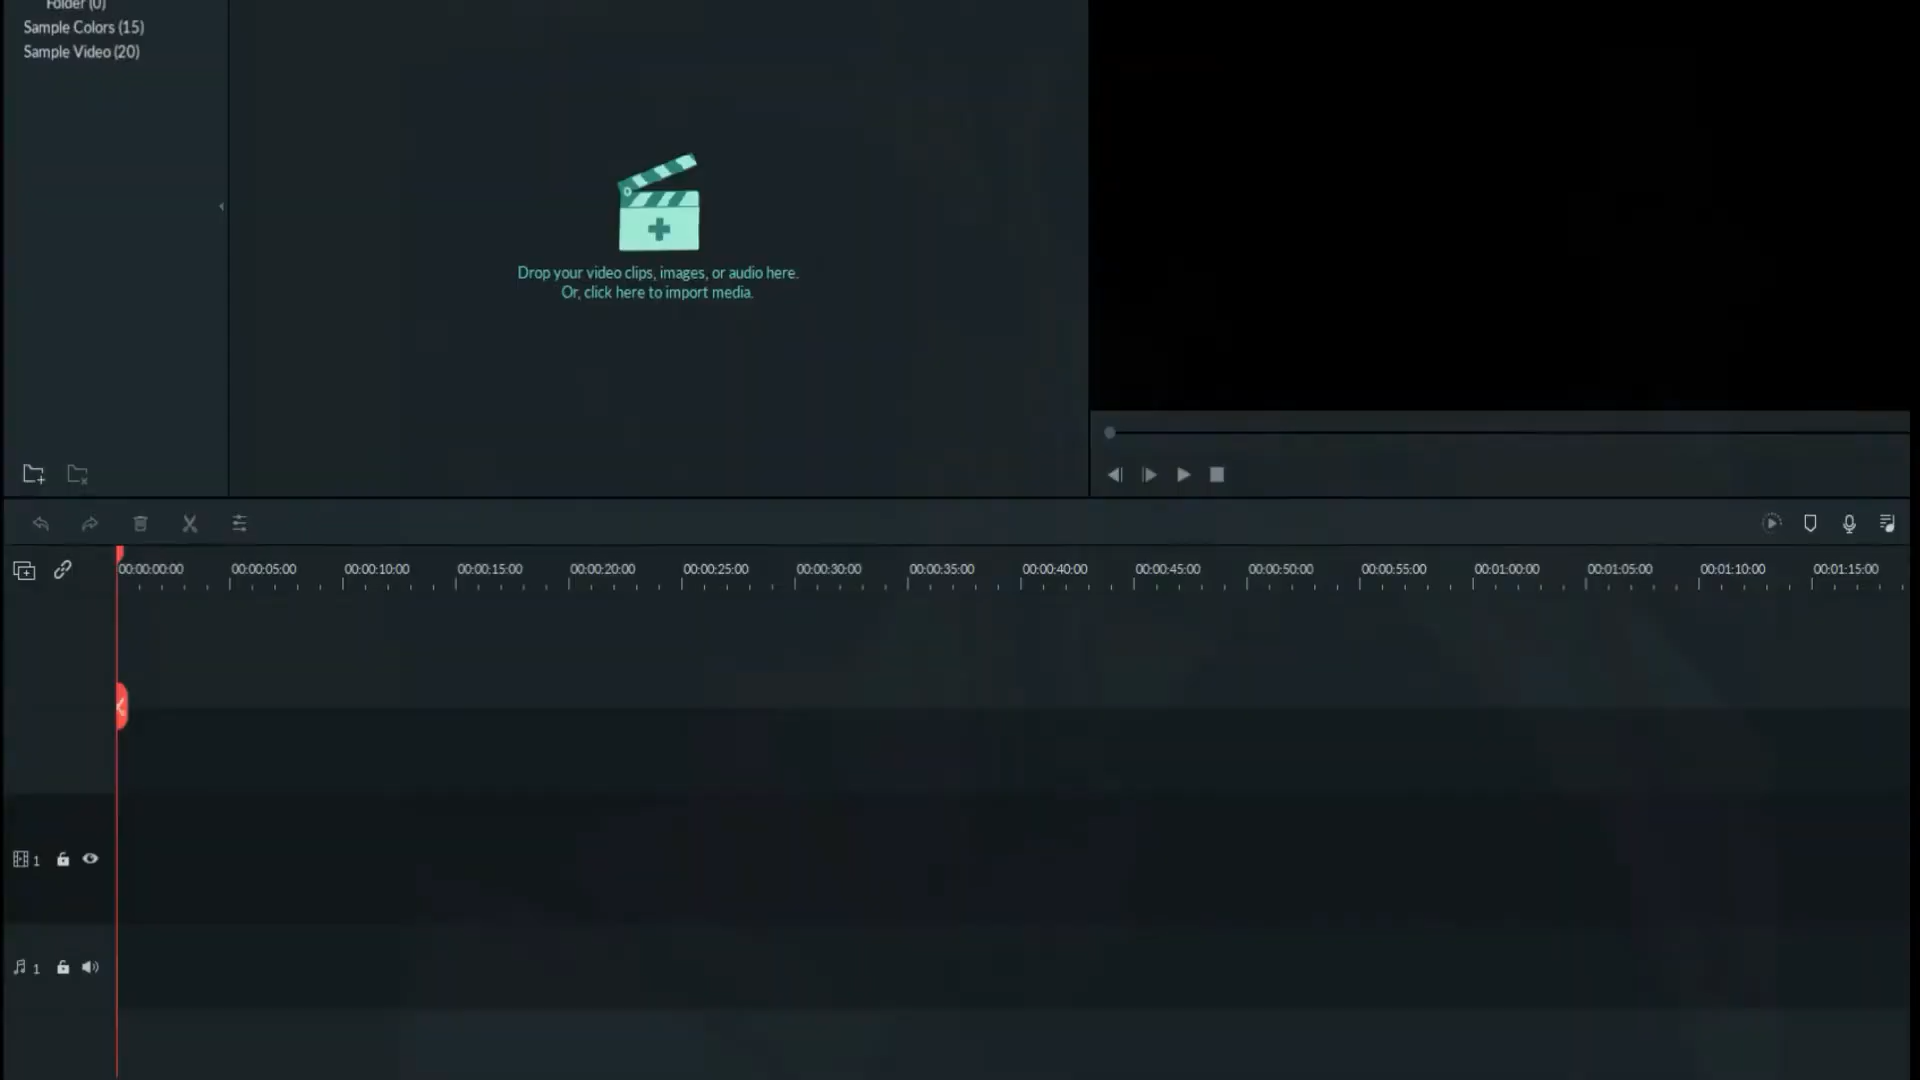 Folder (0)
Sample Colors (15)
Sample Video (20)
Drop your video clips, images, or audio here.
Or, click here to import media.
00:00:00:00 00:00:05:00 00:00:10:00 00:00:15:00 00:00:20:00 00:00:25:00 00:00:30:00 00:00:35:00 00:00:40:00 00:00:45:00 00:00:50:00 00:00:55:00 00:01:00:00 00:01:05:00 00:01:10:00 00:01:15:00
1
1